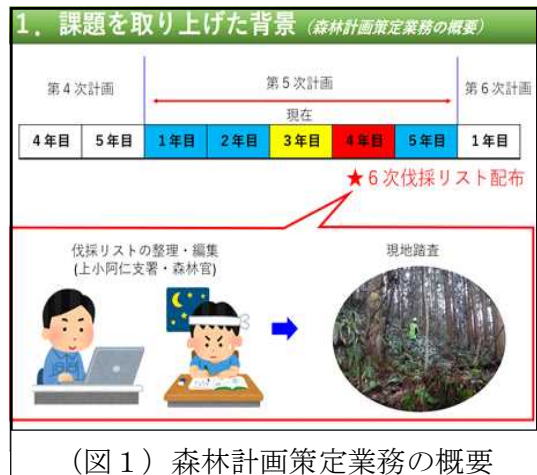 1．課題を取り上げた背景（森林計画策定業務の概要）
第4次計画 第5次計画 第6次計画
現在
4年目 5年目 1年目 2年目 3年目 4年目 5年目 1年目
★6次伐採リスト配布
伐採リストの整理・編集 現地踏査
(上小阿仁支署・森林官)
（図１）森林計画策定業務の概要